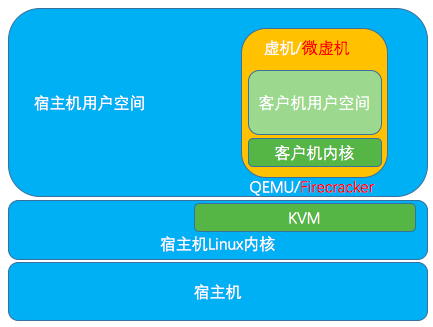 虚机/微虚机
宿主机用户空间
客户机用户空间
客户机内核
QEMU/Firecracker
KVM
宿主机Linux内核
宿主机